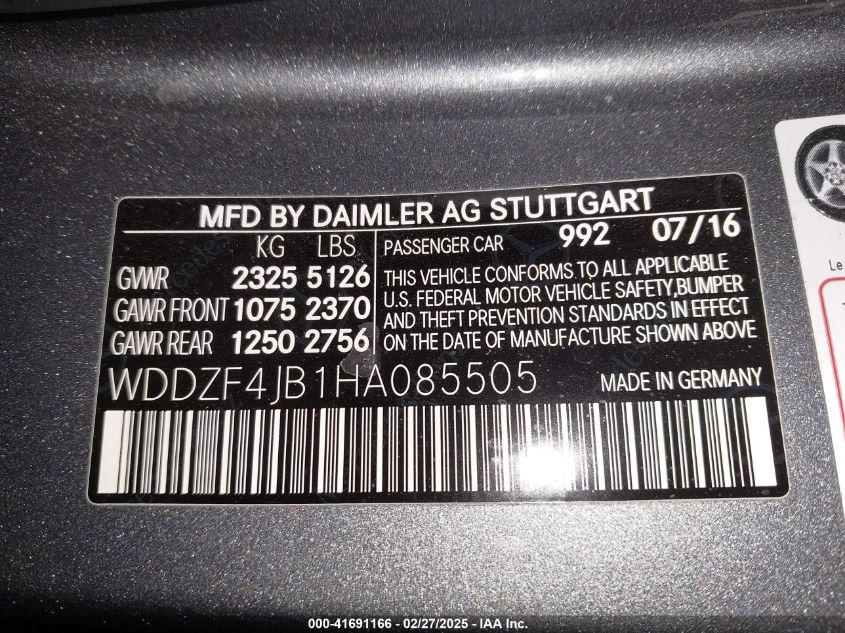 MFD BY DAIMLER AG STUTTGART
KG LBS
GWR 2325 5126
GAWR FRONT 1075 2370
GAWR REAR 1250 2756
PASSENGER CAR 992 07/16
THIS VEHICLE CONFORMS TO ALL APPLICABLE
U.S. FEDERAL MOTOR VEHICLE SAFETY,BUMPER
AND THEFT PREVENTION STANDARDS IN EFFECT
ON THE DATE OF MANUFACTURE SHOWN ABOVE
WDDZF4JB1HA085505 MADE IN GERMANY
Le
000-41691166 - 02/27/2025 - IAA Inc.